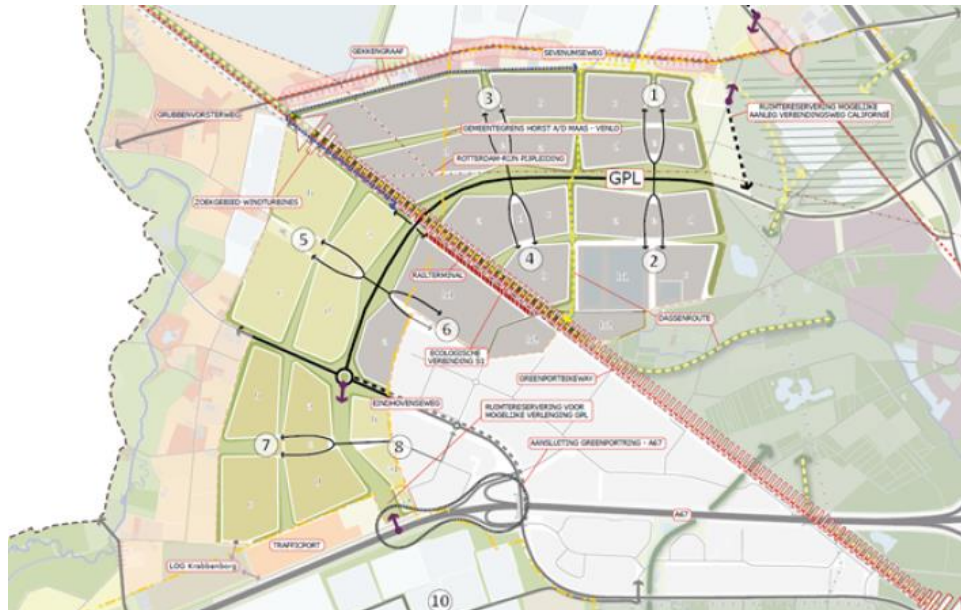 GEKKENGRAAF
SEVENUMSEWEG
GRUBBENVORSTERWEG
3
1
RUIMTERESERVERING MOGELIJKE
AANLEG VERBINDINGSWEG CALIFORNIË
GEMEENTEGRENS HORST A/D MAAS - VENLO
ROTTERDAM-RIJN PIJPLEIDING
GPL
ZOEKGEBIED WINDTURBINES
5
4
2
RAILTERMINAL
6
DASSENROUTE
ECOLOGISCHE
VERBINDING S1
GREENPORTBIKEWAY
EINDHOVENSEWEG
RUIMTERESERVERING VOOR
MOGELIJKE VERLENGING GPL
7
8
AANSLUITING GREENPORTRING - A67
A67
TRAFFICPORT
LOG Krabbenborg
10